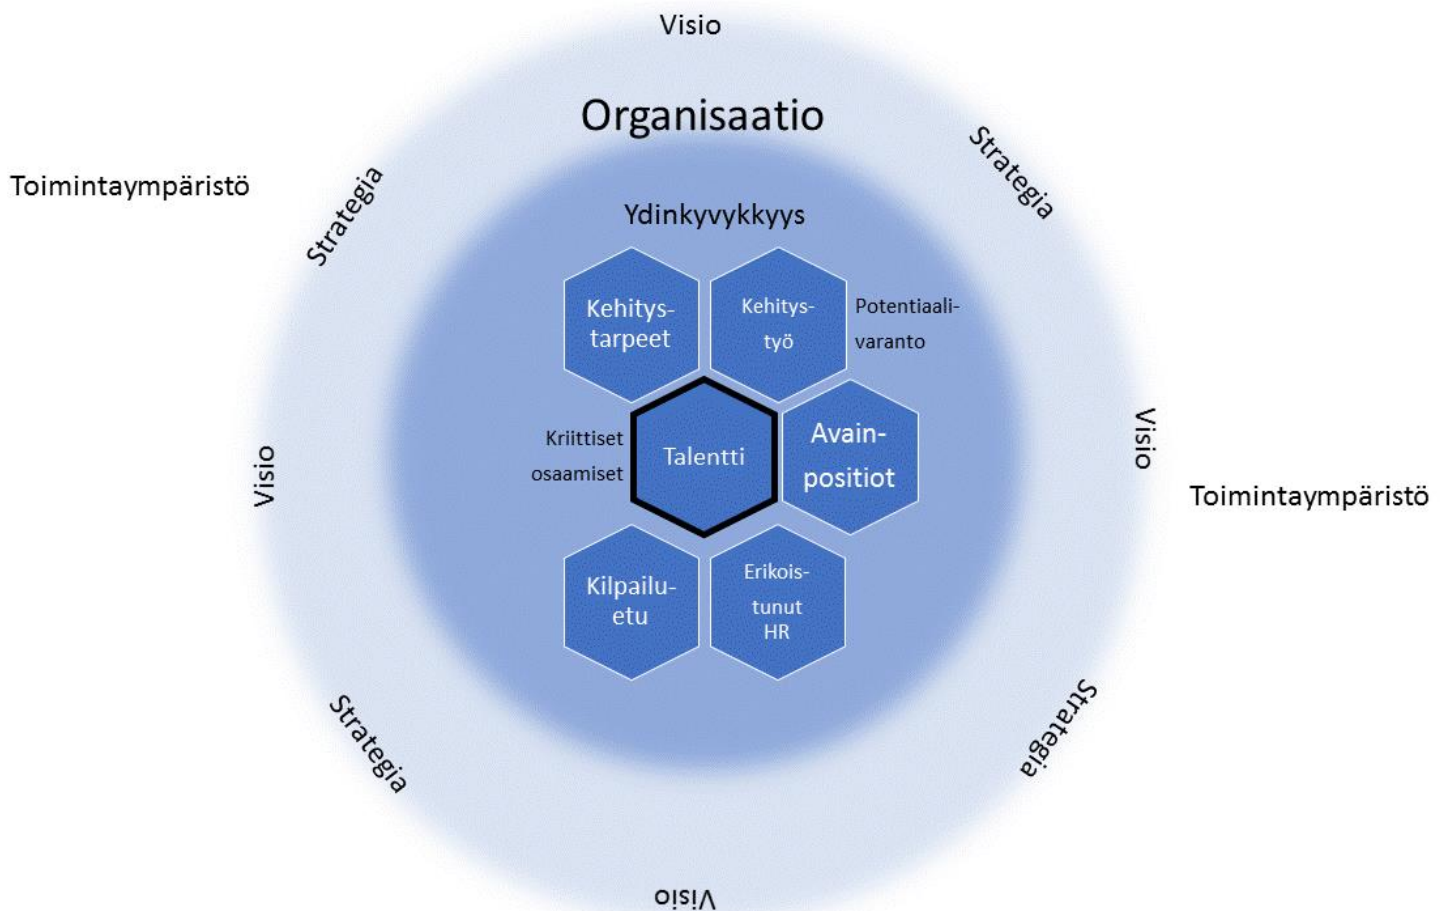 Visio
Organisaatio
Strategia
Toimintaympäristö
Strategia
Ydinkyvykkyys
Kehitys-
tarpeet
Kehitys-
työ
Potentiaali-
varanto
Kriittiset
osaamiset
Talentti
Avain-
positiot
Visio
Visio
Toimintaympäristö
Kilpailu-
etu
Erikois-
tunut
HR
Strategia
Strategia
Visio